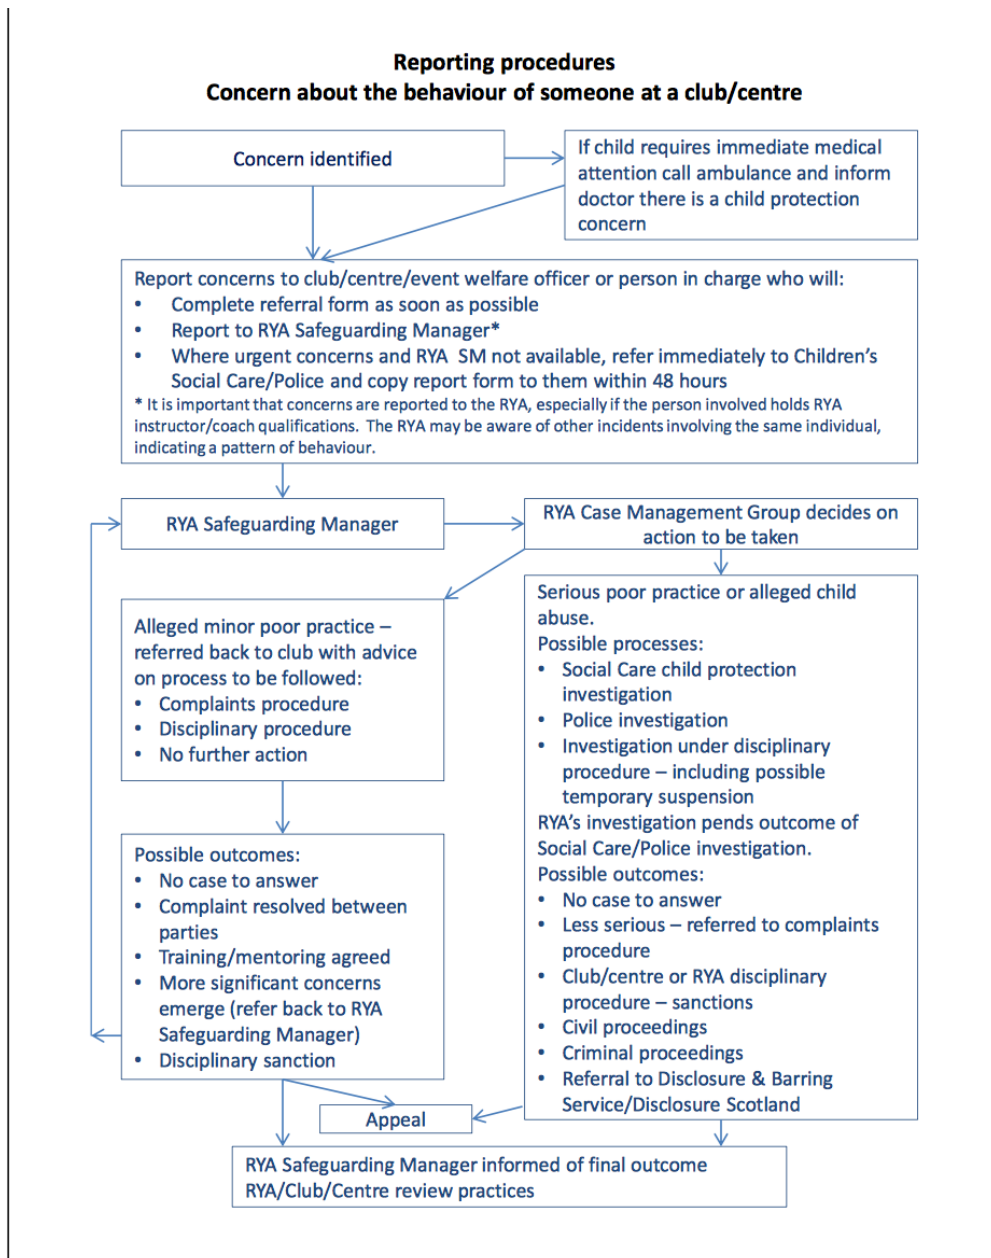 Reporting procedures
Concern about the behaviour of someone at a club/centre
Concern identified
If child requires immediate medical
attention call ambulance and inform
doctor there is a child protection
concern
Report concerns to club/centre/event welfare officer or person in charge who will:
• Complete referral form as soon as possible
• Report to RYA Safeguarding Manager*
• Where urgent concerns and RYA SM not available, refer immediately to Children's
Social Care/Police and copy report form to them within 48 hours
* It is important that concerns are reported to the RYA, especially if the person involved holds RYA
instructor/coach qualifications. The RYA may be aware of other incidents involving the same individual,
indicating a pattern of behaviour.
RYA Safeguarding Manager
RYA Case Management Group decides on
action to be taken
Alleged minor poor practice –
referred back to club with advice
on process to be followed:
• Complaints procedure
• Disciplinary procedure
• No further action
Serious poor practice or alleged child
abuse.
Possible processes:
• Social Care child protection
investigation
• Police investigation
• Investigation under disciplinary
procedure – including possible
temporary suspension
RYA's investigation pends outcome of
Social Care/Police investigation.
Possible outcomes:
• No case to answer
• Less serious – referred to complaints
procedure
• Club/centre or RYA disciplinary
procedure – sanctions
• Civil proceedings
• Criminal proceedings
• Referral to Disclosure & Barring
Service/Disclosure Scotland
Possible outcomes:
• No case to answer
• Complaint resolved between
parties
• Training/mentoring agreed
• More significant concerns
emerge (refer back to RYA
Safeguarding Manager)
• Disciplinary sanction
Appeal
RYA Safeguarding Manager informed of final outcome
RYA/Club/Centre review practices